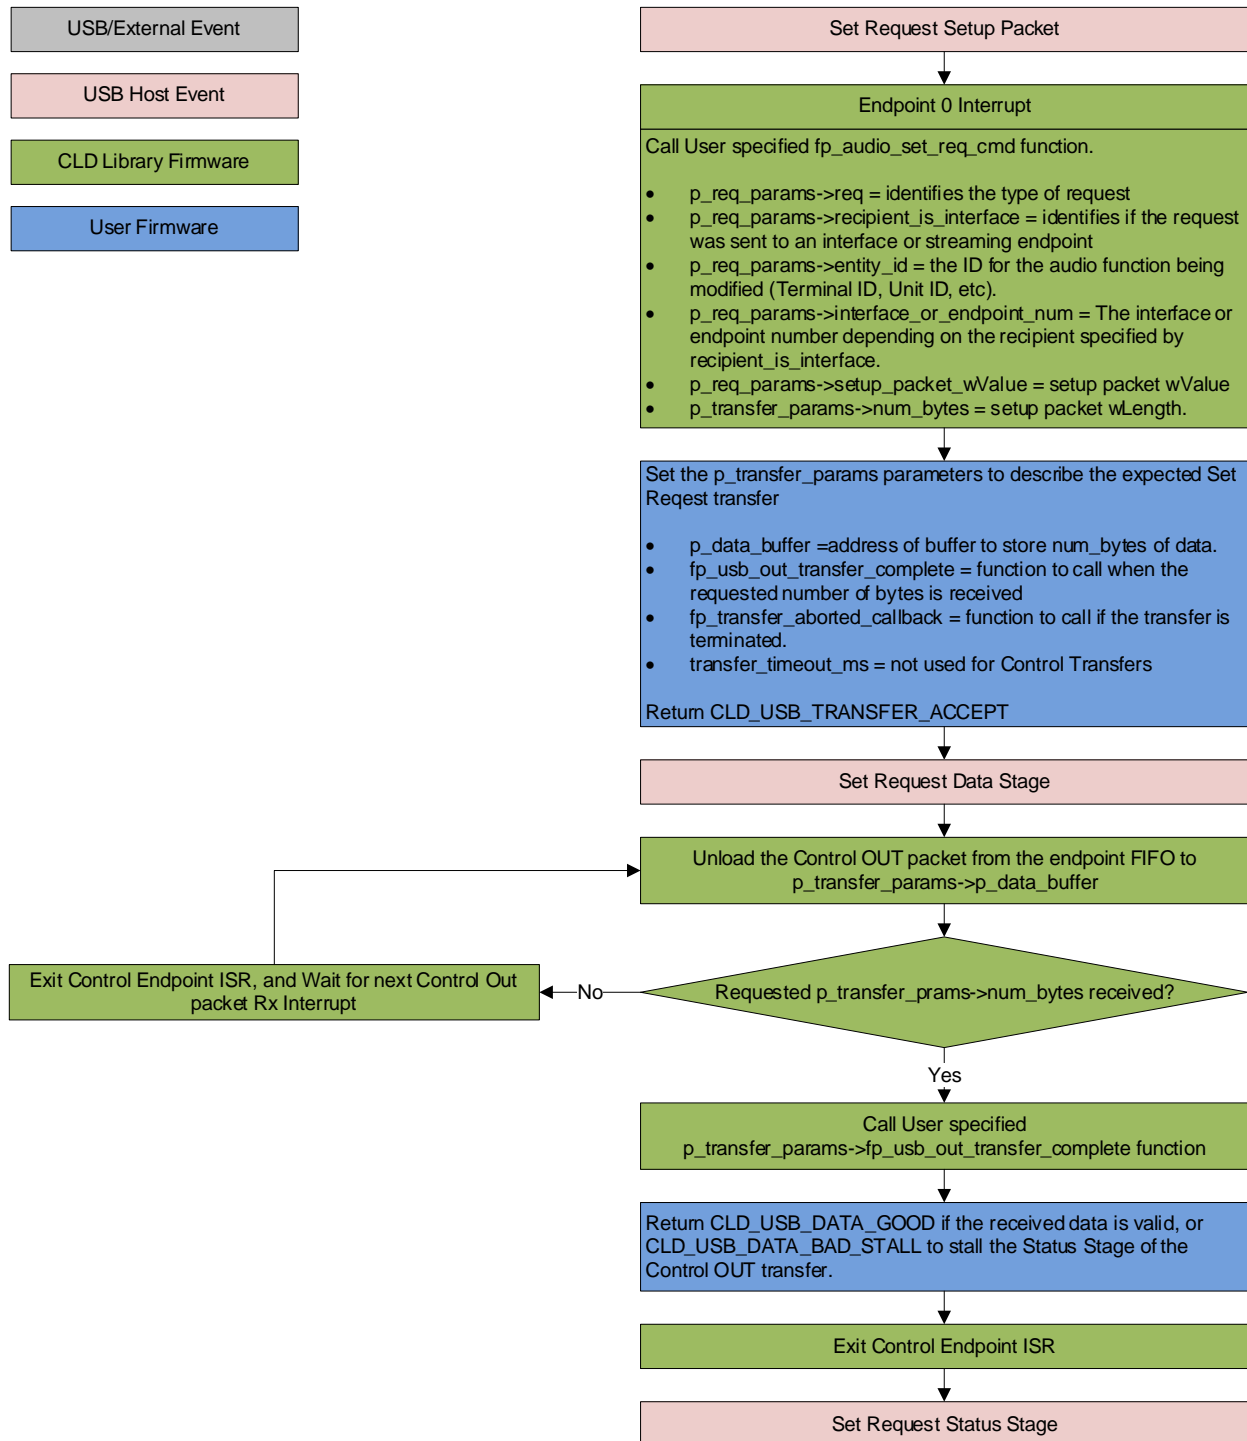 USB/External Event
USB Host Event
CLD Library Firmware
User Firmware
Set Request Setup Packet
Endpoint 0 Interrupt
Call User specified fp_audio_set_req_cmd function.
• p_req_params->req = identifies the type of request
• p_req_params->recipient_is_interface = identifies if the request
was sent to an interface or streaming endpoint
• p_req_params->entity_id = the ID for the audio function being
modified (Terminal ID, Unit ID, etc).
• p_req_params->interface_or_endpoint_num = The interface or
endpoint number depending on the recipient specified by
recipient_is_interface.
• p_req_params->setup_packet_wValue = setup packet wValue
• p_transfer_params->num_bytes = setup packet wLength.
Set the p_transfer_params parameters to describe the expected Set
Reqest transfer
• p_data_buffer =address of buffer to store num_bytes of data.
• fp_usb_out_transfer_complete = function to call when the
requested number of bytes is received
• fp_transfer_aborted_callback = function to call if the transfer is
terminated.
• transfer_timeout_ms = not used for Control Transfers
Return CLD_USB_TRANSFER_ACCEPT
Set Request Data Stage
Unload the Control OUT packet from the endpoint FIFO to
p_transfer_params->p_data_buffer
Requested p_transfer_prams->num_bytes received?
No
Exit Control Endpoint ISR, and Wait for next Control Out
packet Rx Interrupt
Yes
Call User specified
p_transfer_params->fp_usb_out_transfer_complete function
Return CLD_USB_DATA_GOOD if the received data is valid, or
CLD_USB_DATA_BAD_STALL to stall the Status Stage of the
Control OUT transfer.
Exit Control Endpoint ISR
Set Request Status Stage